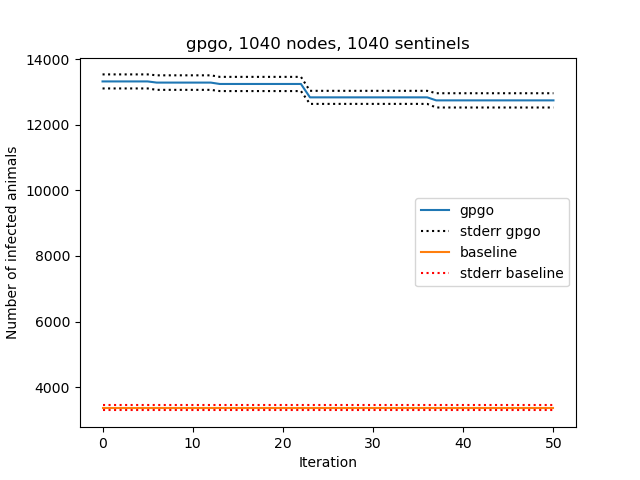 gpgo, 1040 nodes, 1040 sentinels
14000
12000
10000
8000
6000
4000
Number of infected animals
gpgo
stderr gpgo
baseline
stderr baseline
0 10 20 30 40 50
Iteration